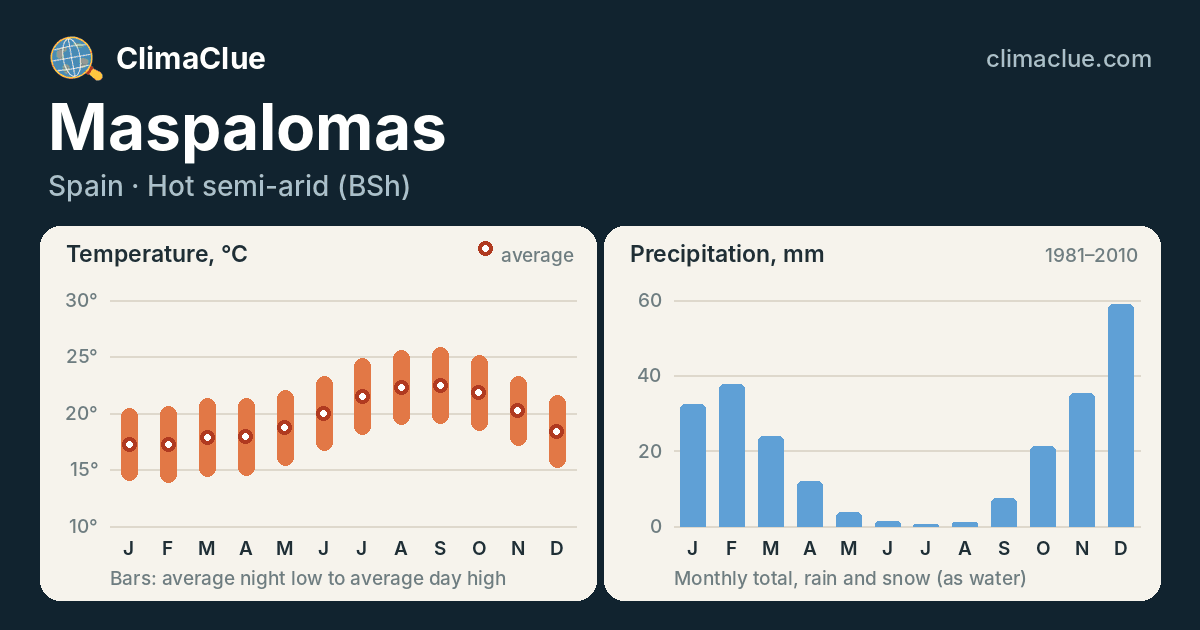 ClimaClue
climaclue.com
Maspalomas
Spain · Hot semi-arid (BSh)
Temperature, °C
average
30°
25°
20°
15°
10°
J F M A M J J A S O N D
Bars: average night low to average day high
Precipitation, mm
1981–2010
60
40
20
0
J F M A M J J A S O N D
Monthly total, rain and snow (as water)